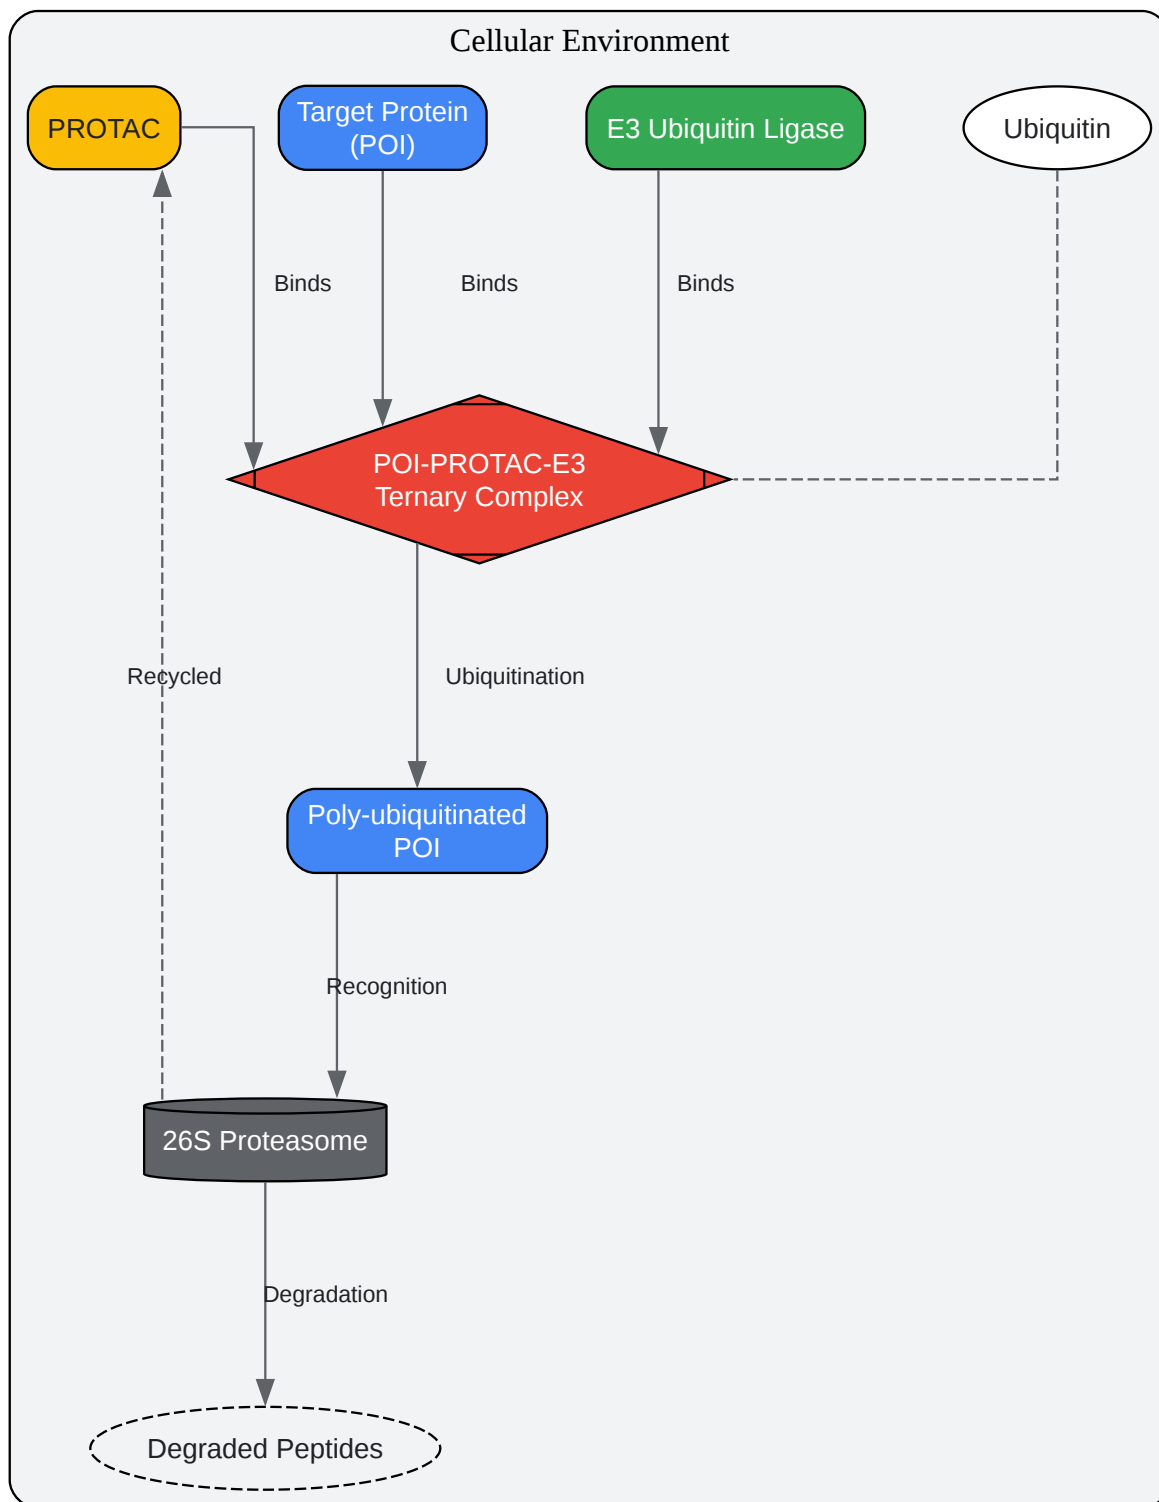 Cellular Environment
PROTAC
Target Protein
(POI)
E3 Ubiquitin Ligase
Ubiquitin
Binds
Binds
Binds
POI-PROTAC-E3
Ternary Complex
Recycled
Ubiquitination
Poly-ubiquitinated
POI
Recognition
26S Proteasome
Degradation
Degraded Peptides